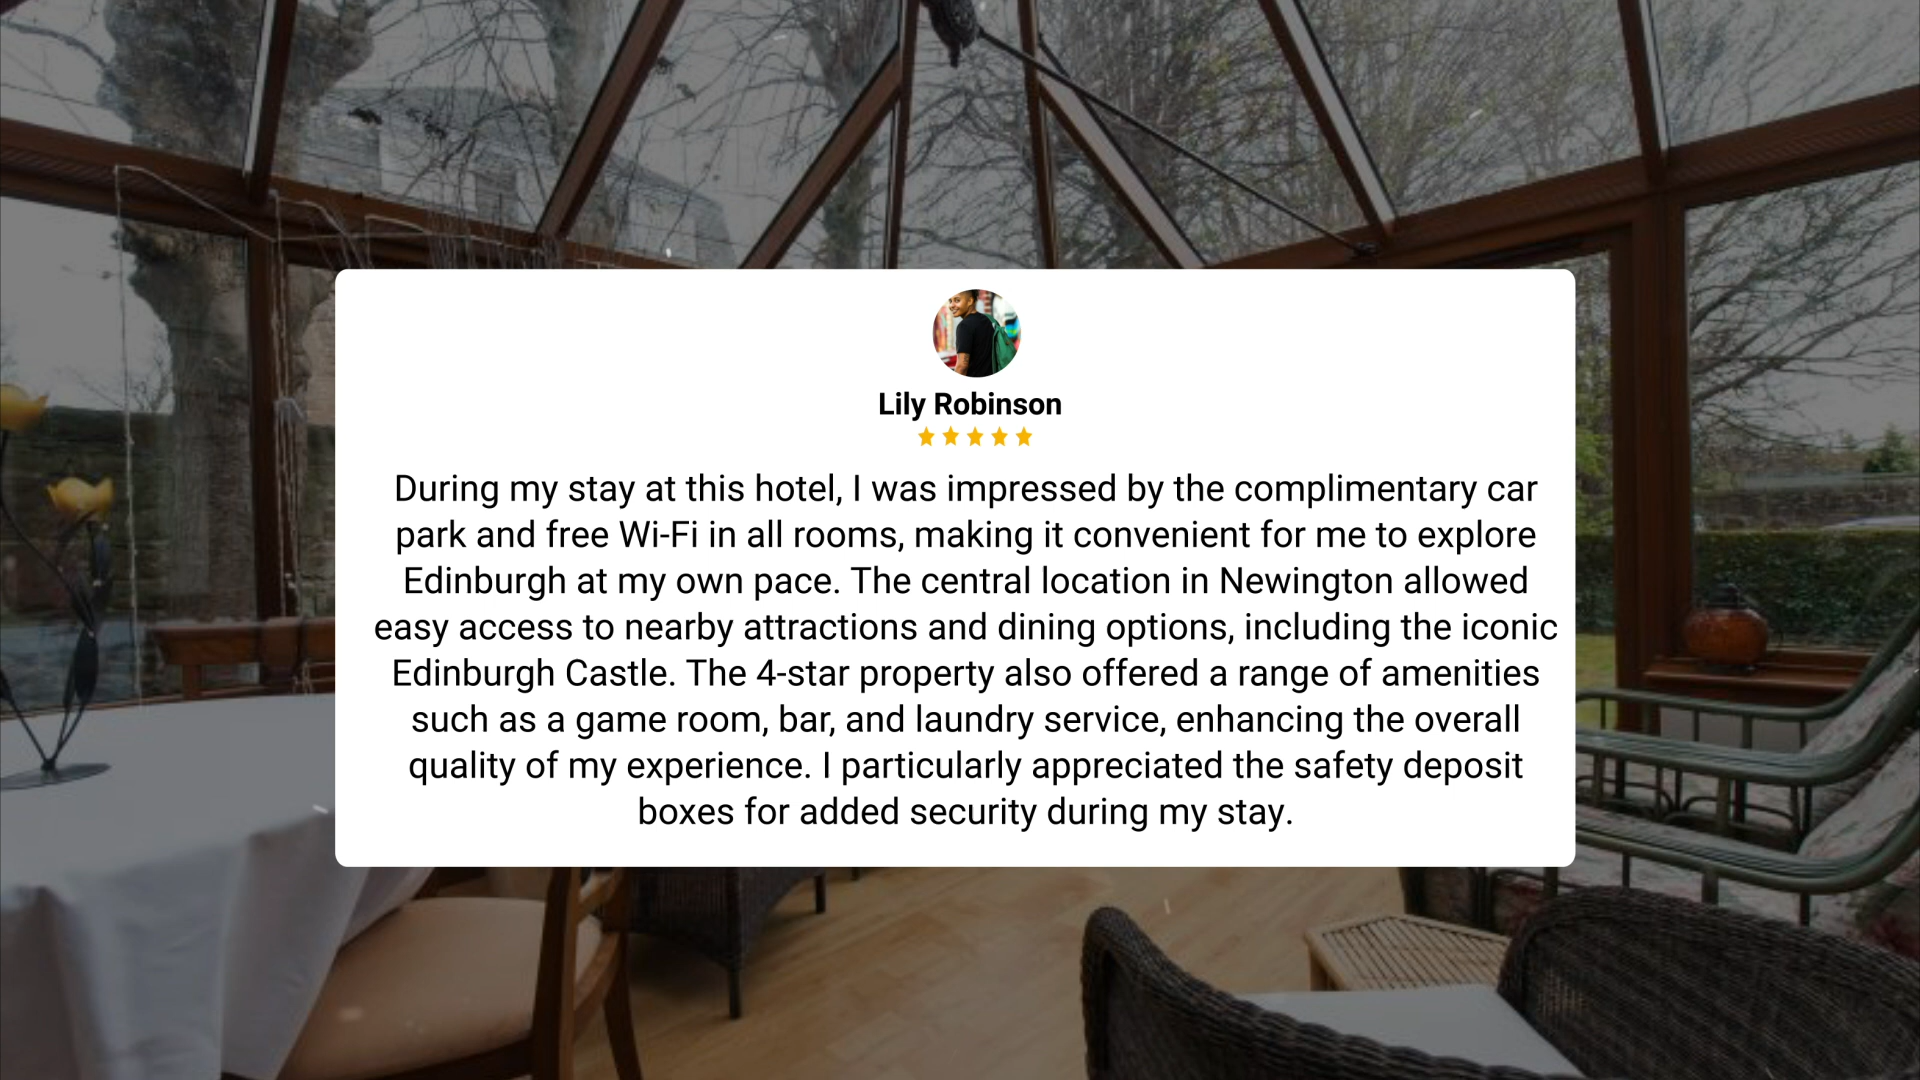 Lily Robinson
During my stay at this hotel, I was impressed by the complimentary car
park and free Wi-Fi in all rooms, making it convenient for me to explore
Edinburgh at my own pace. The central location in Newington allowed
easy access to nearby attractions and dining options, including the iconic
Edinburgh Castle. The 4-star property also offered a range of amenities
such as a game room, bar, and laundry service, enhancing the overall
quality of my experience. I particularly appreciated the safety deposit
boxes for added security during my stay.